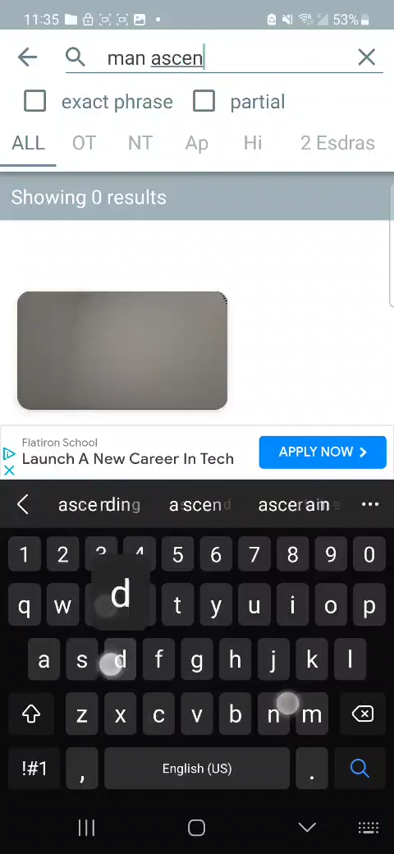 11:35 53%
man ascen
exact phrase partial
ALL OT NT Ap Hi 2 Esdras
Showing 0 results
Flatiron School
Launch A New Career In Tech
APPLY NOW
ascending ascend
1 2 3 4 5 6 7 8 9 0
q w d t y u i o p
a s d f g h j k l
z x c v b n m
!#1 , English (US) .